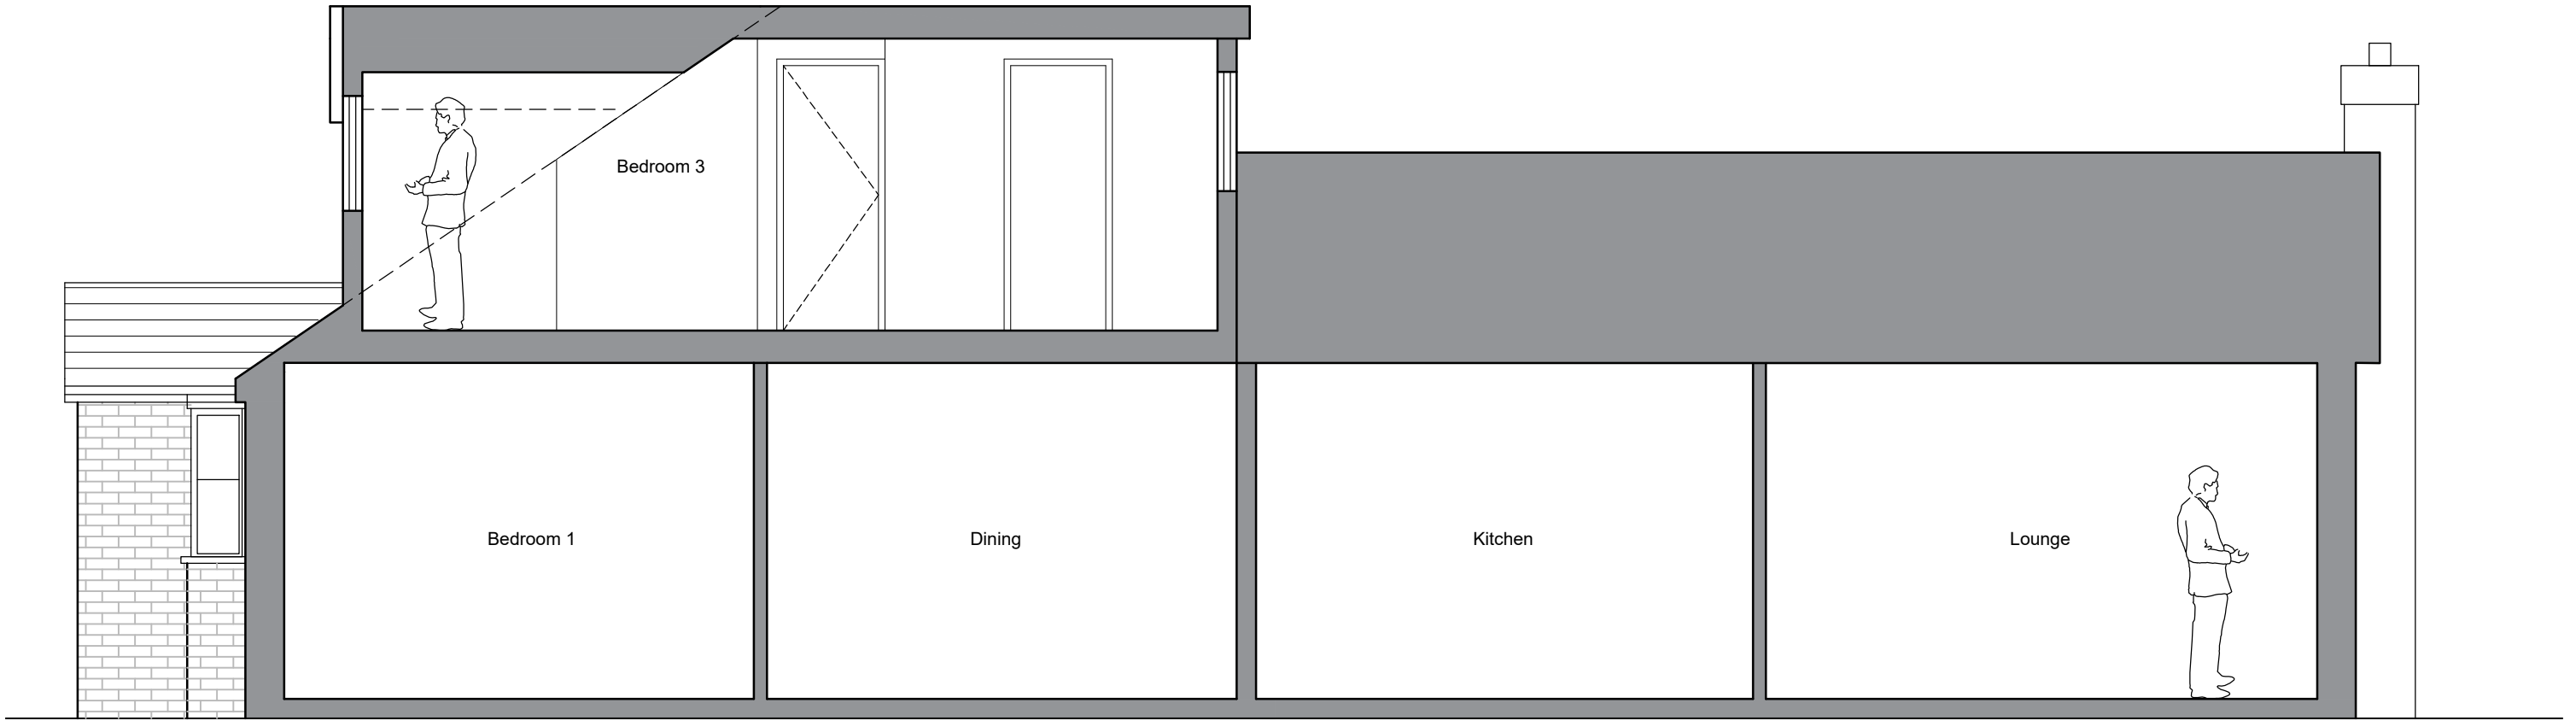 Bedroom 3
Bedroom 1
Dining
Kitchen
Lounge